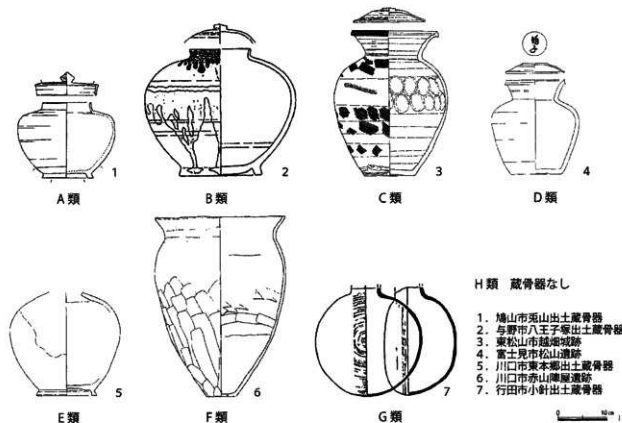 1
A類
2
B類
3
C類
4
D類
5
E類
6
F類
7
G類
H類 蔵骨器なし
1. 鳩山市兎山出土蔵骨器
2. 与野市八王子塚出土蔵骨器
3. 東松山市越畑城跡
4. 富士見市松山遺跡
5. 川口市東本郷出土蔵骨器
6. 川口市赤山陣屋遺跡
7. 行田市小針出土蔵骨器
0
10cm